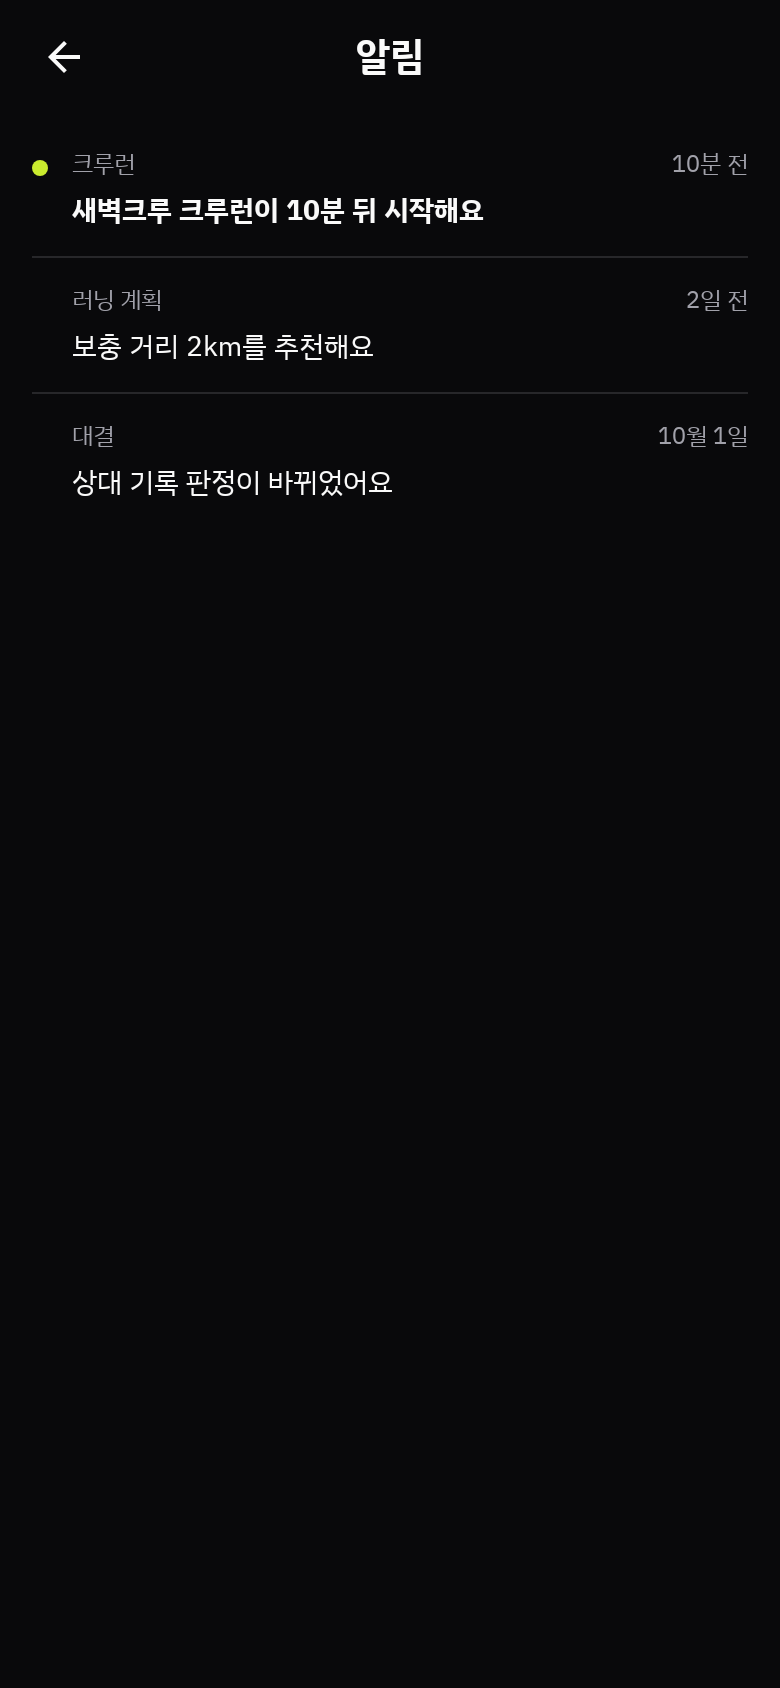 알림
크루런 10분 전
새벽크루 크루런이 10분 뒤 시작해요
러닝 계획 2일 전
보충 거리 2km를 추천해요
대결 10월 1일
상대 기록 판정이 바뀌었어요